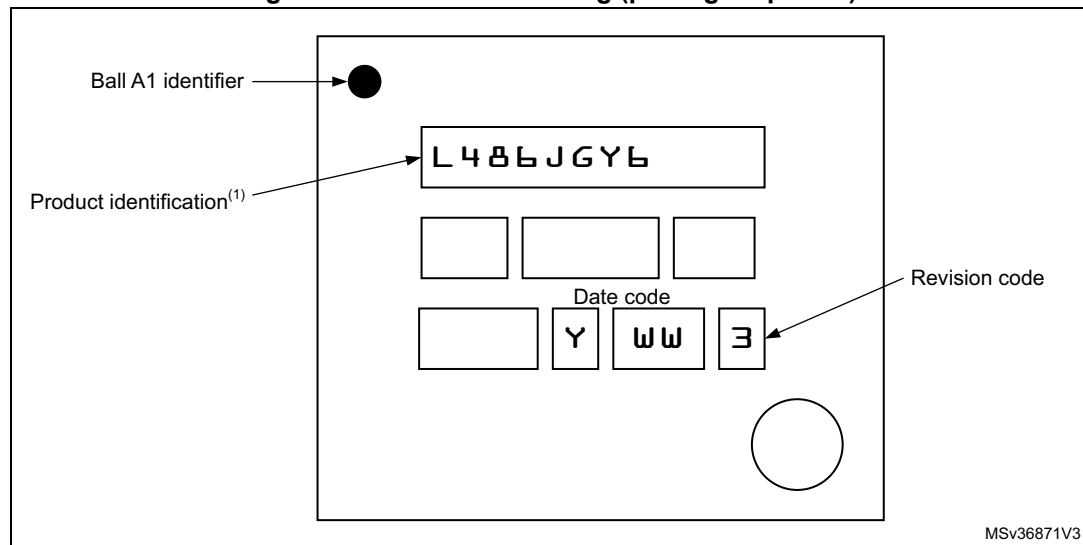 Ball A1 identifier
L486JGY6
Product identification(1)
Date code
Revision code
Y WW 3
MSv36871V3